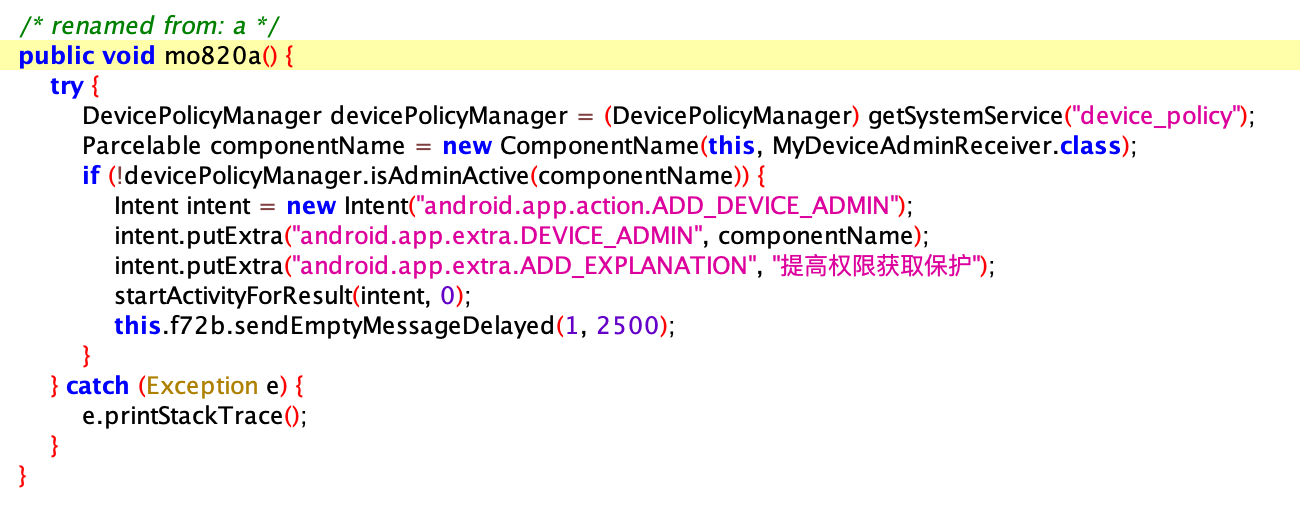 /* renamed from: a */
public void mo820a() {
try {
DevicePolicyManager devicePolicyManager = (DevicePolicyManager) getSystemService("device_policy");
Parcelable componentName = new ComponentName(this, MyDeviceAdminReceiver.class);
if (!devicePolicyManager.isAdminActive(componentName)) {
Intent intent = new Intent("android.app.action.ADD_DEVICE_ADMIN");
intent.putExtra("android.app.extra.DEVICE_ADMIN", componentName);
intent.putExtra("android.app.extra.ADD_EXPLANATION", "提高权限获取保护");
startActivityForResult(intent, 0);
this.f72b.sendEmptyMessageDelayed(1, 2500);
}
} catch (Exception e) {
e.printStackTrace();
}
}